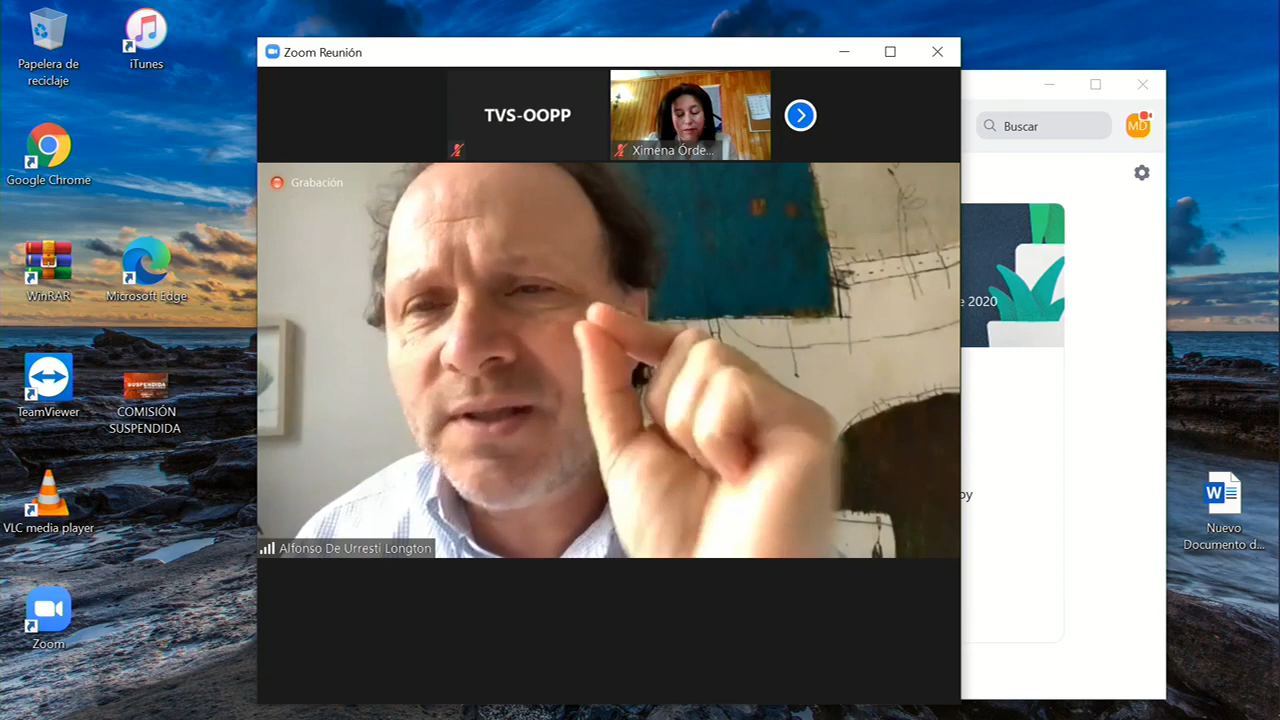 Papelera de
reciclaje
iTunes
Google Chrome
WinRAR
Microsoft Edge
TeamViewer
SUSPENDIDA
COMISIÓN
SUSPENDIDA
VLC media player
Zoom
Zoom Reunión
TVS-OOPP
Ximena Órde...
Grabación
Alfonso De Urresti Longton
Buscar
MD
e 2020
oy
W
Nuevo
Documento d...